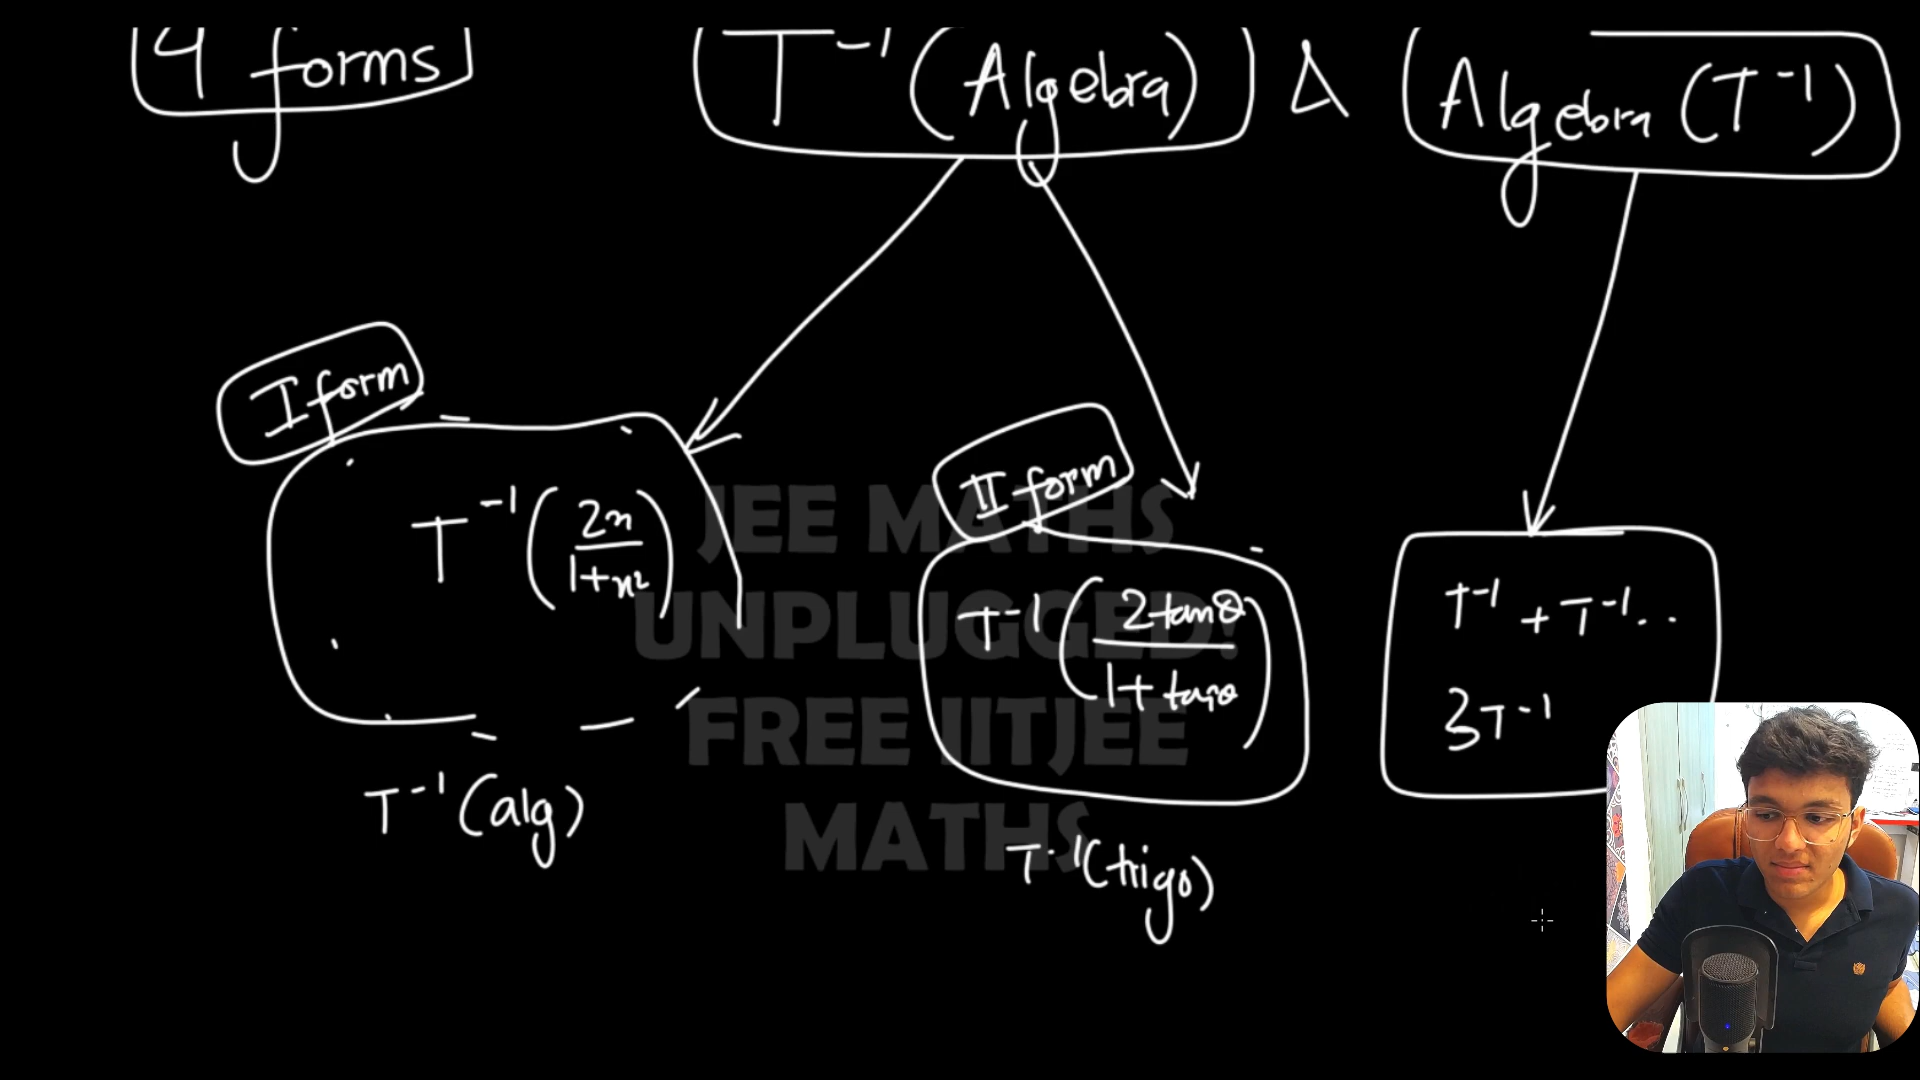 4 forms
T⁻¹ (Algebra) & Algebra (T⁻¹)
I form
T⁻¹ (2x / 1+x²)
T⁻¹ (alg)
II form
T⁻¹ (2tanθ / 1+tan²θ)
T⁻¹ (trigo)
T⁻¹ + T⁻¹..
3T⁻¹
JEE MATHS
UNPLUGGED!
FREE IITJEE
MATHS